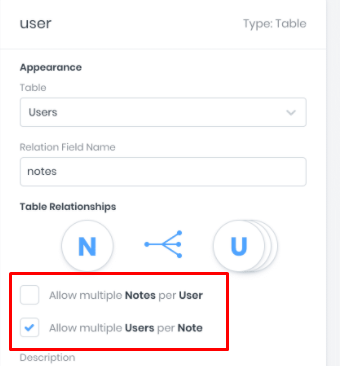 user Type: Table
Appearance
Table
Users
Relation Field Name
notes
Table Relationships
N U
Allow multiple Notes per User
Allow multiple Users per Note
Description